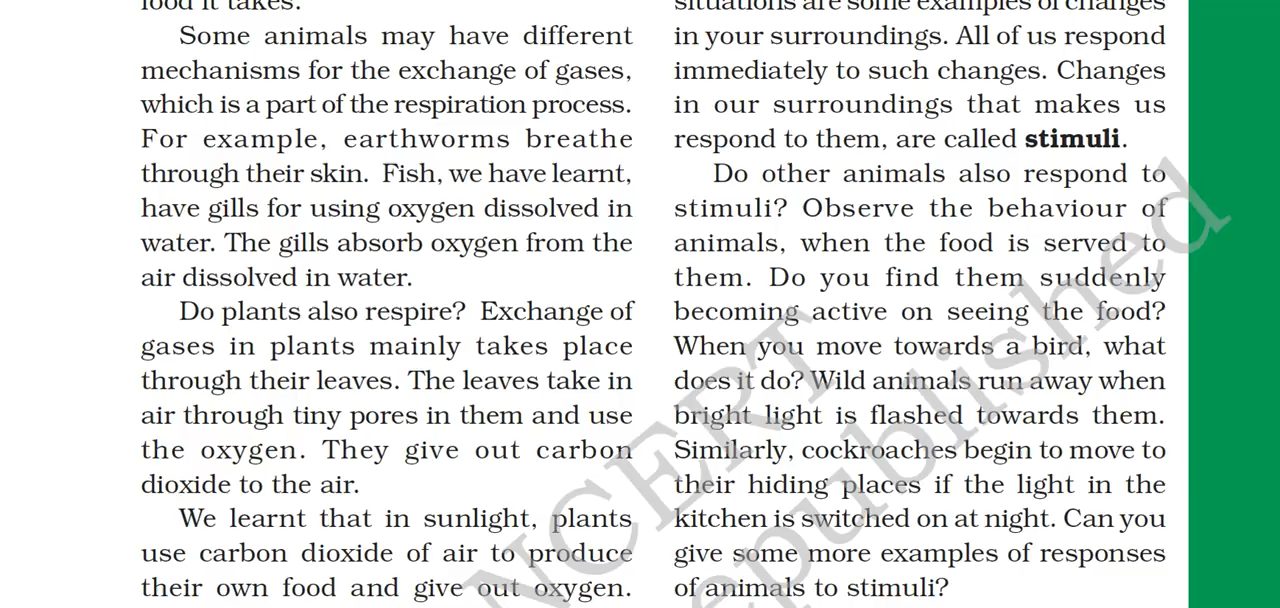 food it takes.
Some animals may have different
mechanisms for the exchange of gases,
which is a part of the respiration process.
For example, earthworms breathe
through their skin. Fish, we have learnt,
have gills for using oxygen dissolved in
water. The gills absorb oxygen from the
air dissolved in water.
Do plants also respire? Exchange of
gases in plants mainly takes place
through their leaves. The leaves take in
air through tiny pores in them and use
the oxygen. They give out carbon
dioxide to the air.
We learnt that in sunlight, plants
use carbon dioxide of air to produce
their own food and give out oxygen.
situations are some examples of changes
in your surroundings. All of us respond
immediately to such changes. Changes
in our surroundings that makes us
respond to them, are called stimuli.
Do other animals also respond to
stimuli? Observe the behaviour of
animals, when the food is served to
them. Do you find them suddenly
becoming active on seeing the food?
When you move towards a bird, what
does it do? Wild animals run away when
bright light is flashed towards them.
Similarly, cockroaches begin to move to
their hiding places if the light in the
kitchen is switched on at night. Can you
give some more examples of responses
of animals to stimuli?
NCERT
republished